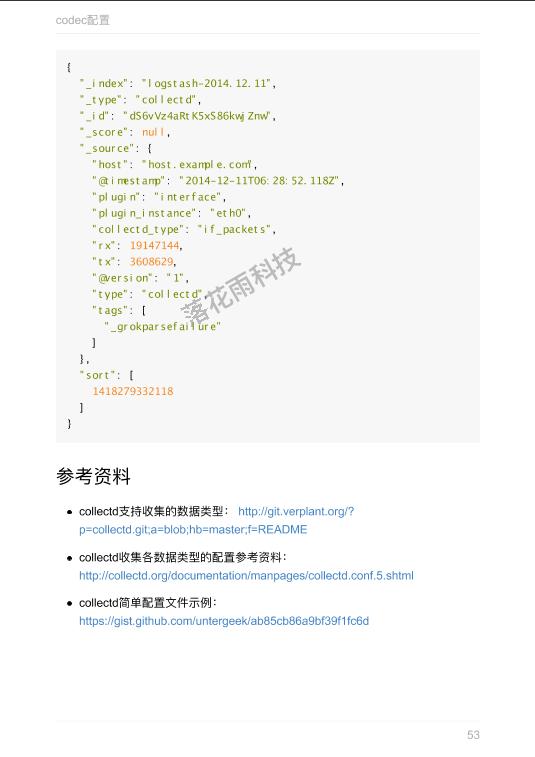 codec配置
{
"_index": "logstash-2014.12.11",
"_type": "collectd",
"_id": "dS6vVz4aRtK5xS86kwjZnw",
"_score": null,
"_source": {
"host": "host.example.com",
"@timestamp": "2014-12-11T06:28:52.118Z",
"plugin": "interface",
"plugin_instance": "eth0",
"collectd_type": "if_packets",
"rx": 19147144,
"tx": 3608629,
"@version": "1",
"type": "collectd",
"tags": [
"_grokparsefailure"
]
},
"sort": [
1418279332118
]
}
落花雨科技
参考资料
collectd支持收集的数据类型： http://git.verplant.org/?
p=collectd.git;a=blob;hb=master;f=README
collectd收集各数据类型的配置参考资料：
http://collectd.org/documentation/manpages/collectd.conf.5.shtml
collectd简单配置文件示例：
https://gist.github.com/untergeek/ab85cb86a9bf39f1fc6d
53